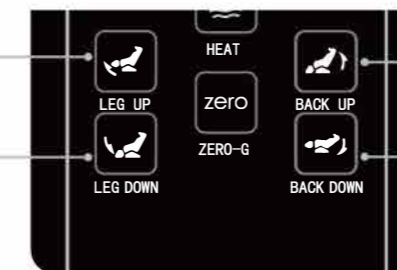 HEAT
LEG UP
zero
BACK UP
ZERO-G
LEG DOWN
BACK DOWN